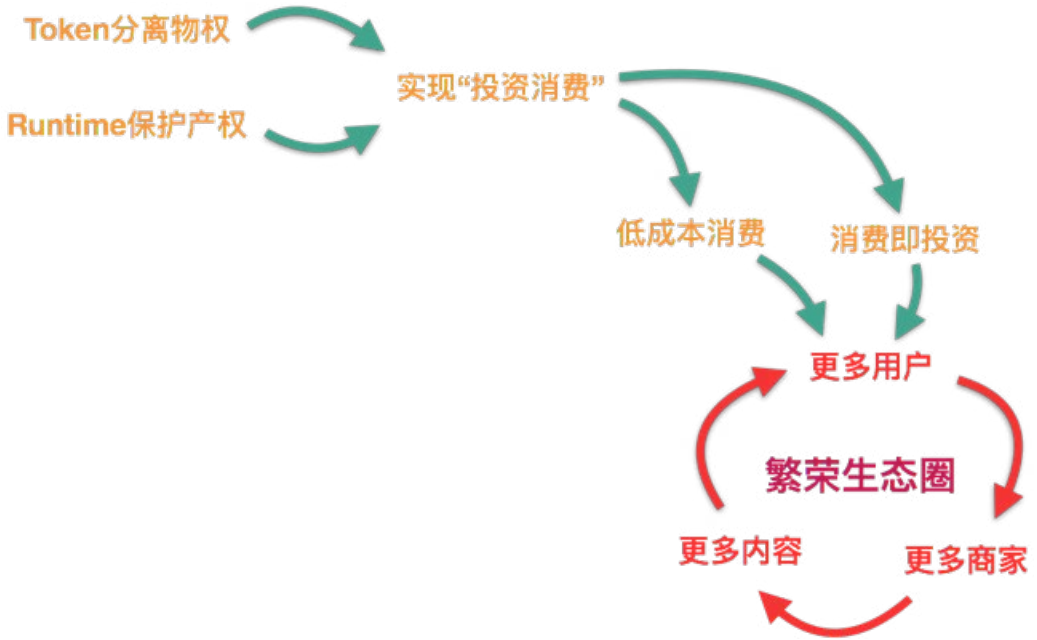 Token分离物权
实现“投资消费”
Runtime保护产权
低成本消费
消费即投资
更多用户
繁荣生态圈
更多内容
更多商家